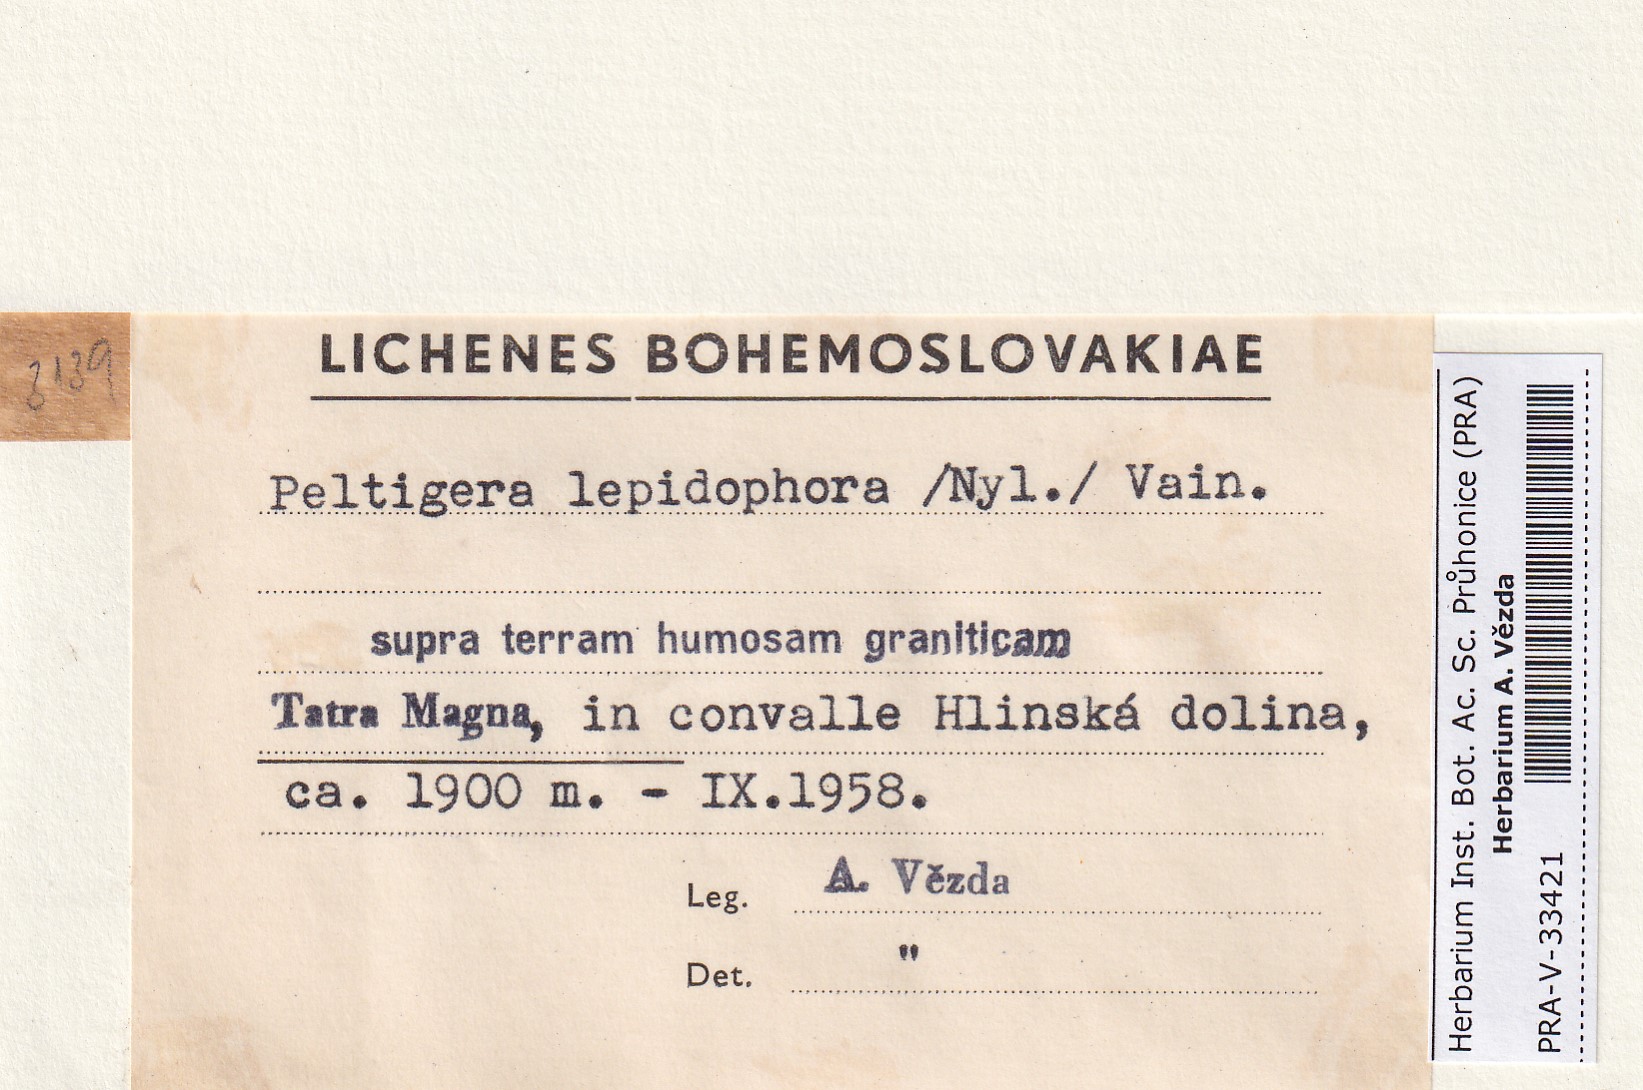 3139
LICHENES BOHEMOSLOVAKIAE
Peltigera lepidophora /Nyl./ Vain.
supra terram humosam graniticam
Tatra Magna, in convalle Hlinská dolina,
ca. 1900 m. - IX.1958.
Leg. A. Vězda
Det. "
Herbarium Inst. Bot. Ac. Sc. Průhonice (PRA)
Herbarium A. Vězda
PRA-V-33421